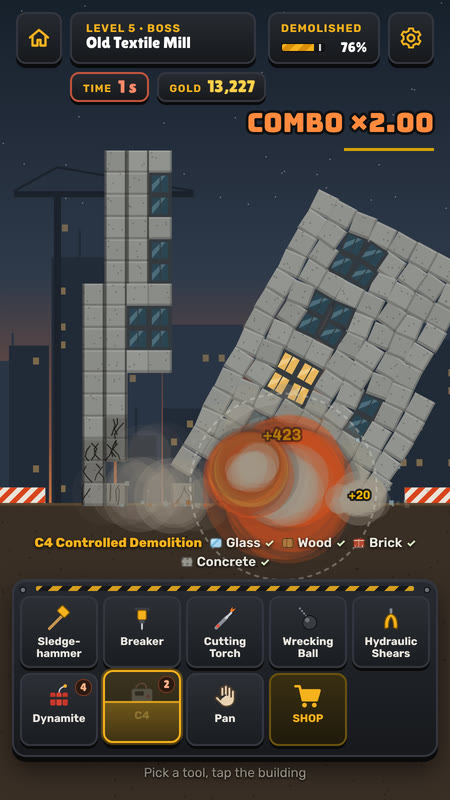 LEVEL 5 • BOSS
Old Textile Mill
DEMOLISHED
76%
TIME 1 s
GOLD 13,227
COMBO ×2.00
+423
+20
C4 Controlled Demolition Glass ✓ Wood ✓ Brick ✓
Concrete ✓
Sledge-
hammer
Breaker
Cutting
Torch
Wrecking
Ball
Hydraulic
Shears
4
Dynamite
2
C4
Pan
SHOP
Pick a tool, tap the building